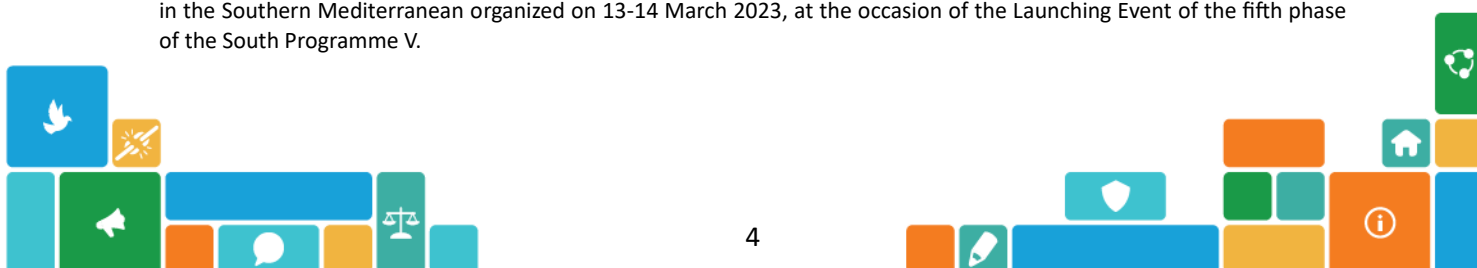 in the Southern Mediterranean organized on 13-14 March 2023, at the occasion of the Launching Event of the fifth phase
of the South Programme V.
4